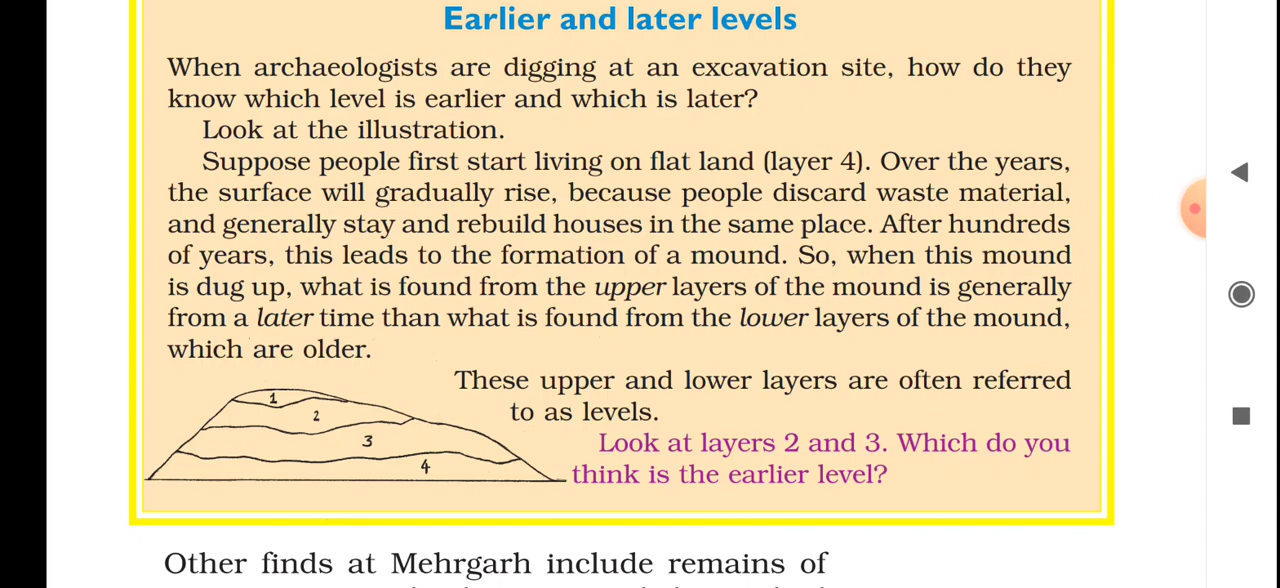 Earlier and later levels
When archaeologists are digging at an excavation site, how do they
know which level is earlier and which is later?
Look at the illustration.
Suppose people first start living on flat land (layer 4). Over the years,
the surface will gradually rise, because people discard waste material,
and generally stay and rebuild houses in the same place. After hundreds
of years, this leads to the formation of a mound. So, when this mound
is dug up, what is found from the upper layers of the mound is generally
from a later time than what is found from the lower layers of the mound,
which are older.
These upper and lower layers are often referred
to as levels.
Look at layers 2 and 3. Which do you
think is the earlier level?
1
2
3
4
Other finds at Mehrgarh include remains of